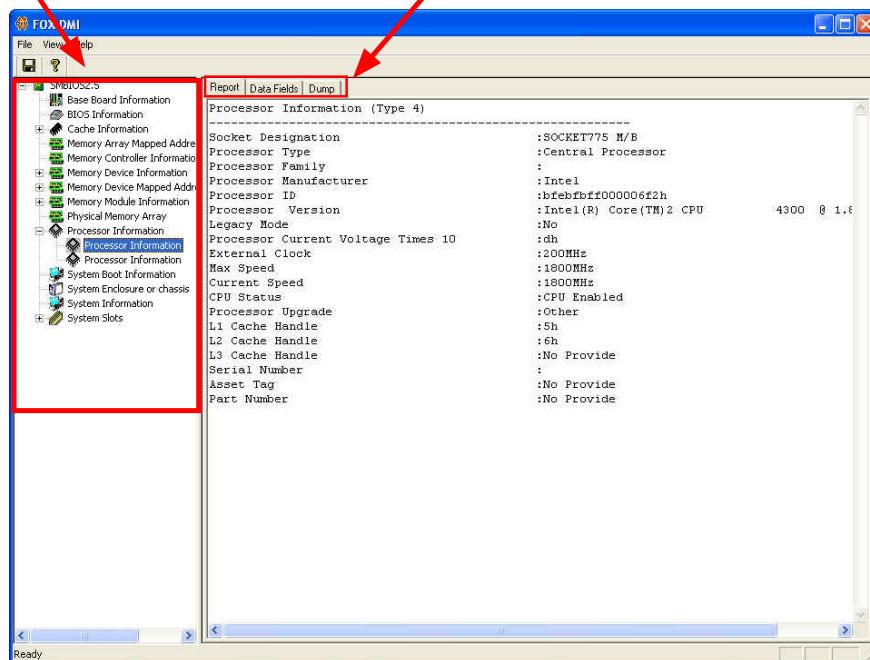 FOX DMI
File View Help
SMBIOS2.5
Base Board Information
BIOS Information
Cache Information
Memory Array Mapped Addre
Memory Controller Informatio
Memory Device Information
Memory Device Mapped Addr
Memory Module Information
Physical Memory Array
Processor Information
Processor Information
Processor Information
System Boot Information
System Enclosure or chassis
System Information
System Slots
Report Data Fields Dump
Processor Information (Type 4)
------------------------------------------------------------
Socket Designation :SOCKET775 M/B
Processor Type :Central Processor
Processor Family :
Processor Manufacturer :Intel
Processor ID :bfebfbff000006f2h
Processor Version :Intel(R) Core(TM)2 CPU 4300 @ 1.8
Legacy Mode :No
Processor Current Voltage Times 10 :dh
External Clock :200MHz
Max Speed :1800MHz
Current Speed :1800MHz
CPU Status :CPU Enabled
Processor Upgrade :Other
L1 Cache Handle :5h
L2 Cache Handle :6h
L3 Cache Handle :No Provide
Serial Number :
Asset Tag :No Provide
Part Number :No Provide
Ready